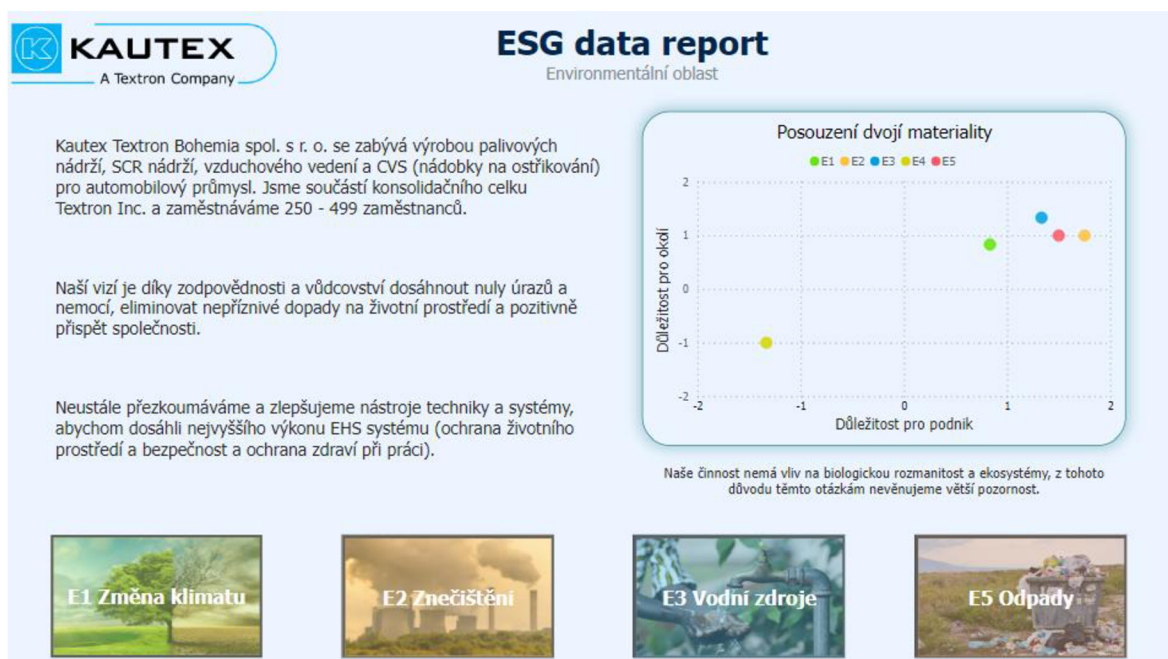 KAUTEX
A Textron Company
ESG data report
Environmentální oblast
Kautex Textron Bohemia spol. s r. o. se zabývá výrobou palivových
nádrží, SCR nádrží, vzduchového vedení a CVS (nádobky na ostřikování)
pro automobilový průmysl. Jsme součástí konsolidačního celku
Textron Inc. a zaměstnáváme 250 - 499 zaměstnanců.
Naší vizí je díky zodpovědnosti a vůdcovství dosáhnout nuly úrazů a
nemocí, eliminovat nepříznivé dopady na životní prostředí a pozitivně
přispět společnosti.
Neustále přezkoumáváme a zlepšujeme nástroje techniky a systémy,
abychom dosáhli nejvyššího výkonu EHS systému (ochrana životního
prostředí a bezpečnost a ochrana zdraví při práci).
Posouzení dvojí materiality
E1 E2 E3 E4 E5
Důležitost pro okolí
2
1
0
-1
-2
-2 -1 0 1 2
Důležitost pro podnik
Naše činnost nemá vliv na biologickou rozmanitost a ekosystémy, z tohoto
důvodu těmto otázkám nevěnujeme větší pozornost.
E1 Změna klimatu
E2 Znečištění
E3 Vodní zdroje
E5 Odpady